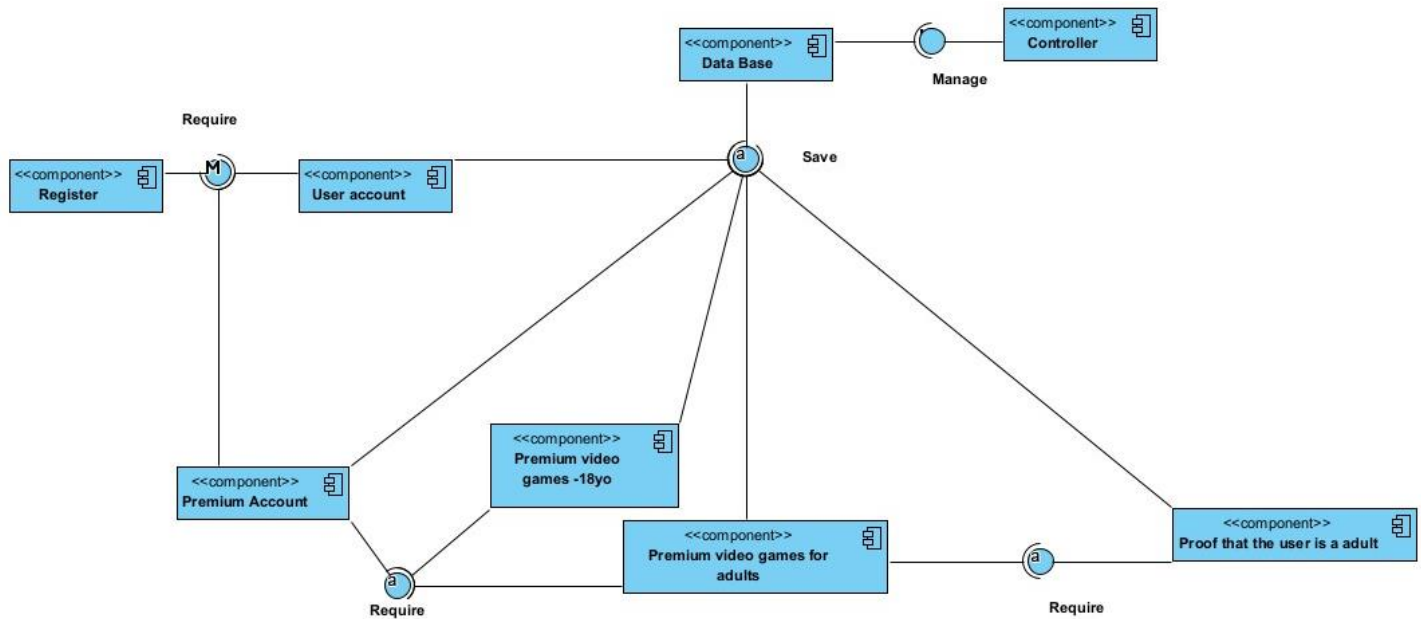 <<component>>
Data Base
<<component>>
Controller
Manage
Require
<<component>>
Register
M
<<component>>
User account
a
Save
<<component>>
Premium video
games -18yo
<<component>>
Premium Account
<<component>>
Premium video games for
adults
<<component>>
Proof that the user is a adult
a
Require
a
Require